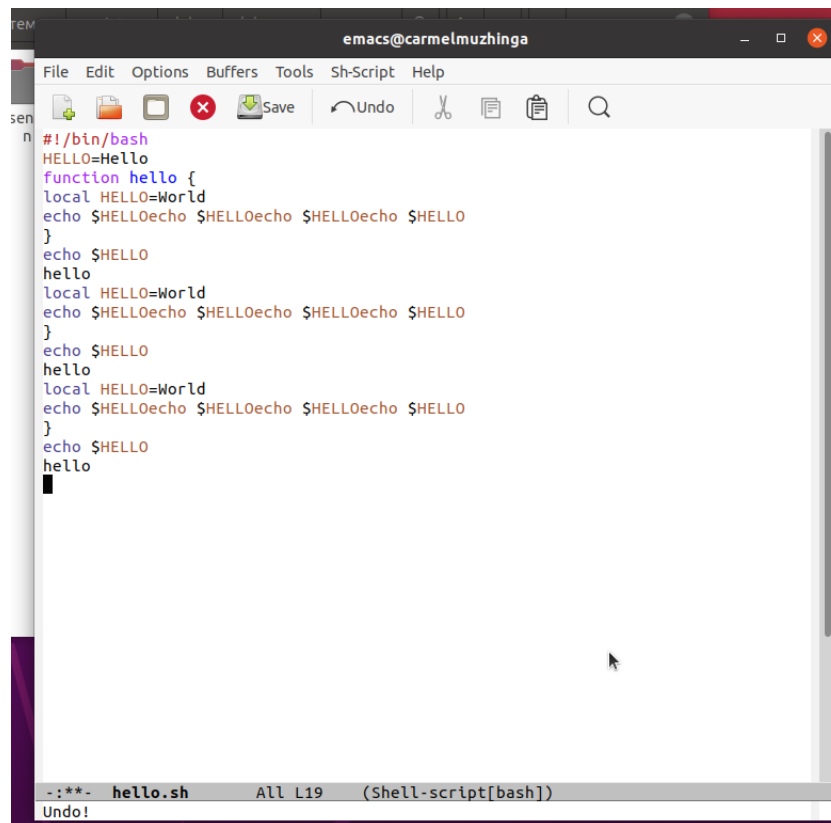 тем
emacs@carmelmuzhinga
File Edit Options Buffers Tools Sh-Script Help
Save Undo
sen
n
#!/bin/bash
HELLO=Hello
function hello {
local HELLO=World
echo $HELLOecho $HELLOecho $HELLOecho $HELLO
}
echo $HELLO
hello
local HELLO=World
echo $HELLOecho $HELLOecho $HELLOecho $HELLO
}
echo $HELLO
hello
local HELLO=World
echo $HELLOecho $HELLOecho $HELLOecho $HELLO
}
echo $HELLO
hello
-:**- hello.sh All L19 (Shell-script[bash])
Undo!